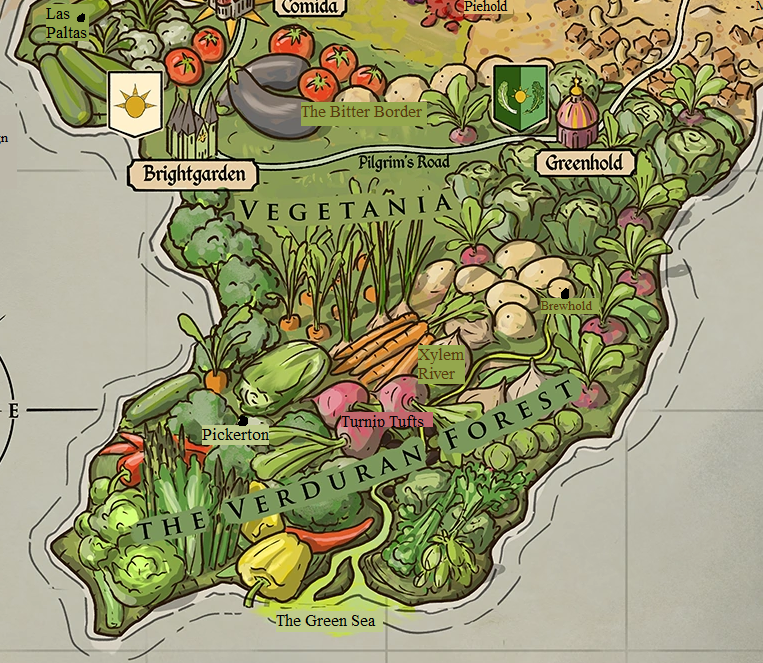 Comida
Piehold
Las
Paltas
The Bitter Border
Pilgrim's Road
Brightgarden
Greenhold
VEGETANIA
Brewhold
Xylem
River
E
Turnip Tufts
Pickerton
THE VERDURAN FOREST
The Green Sea